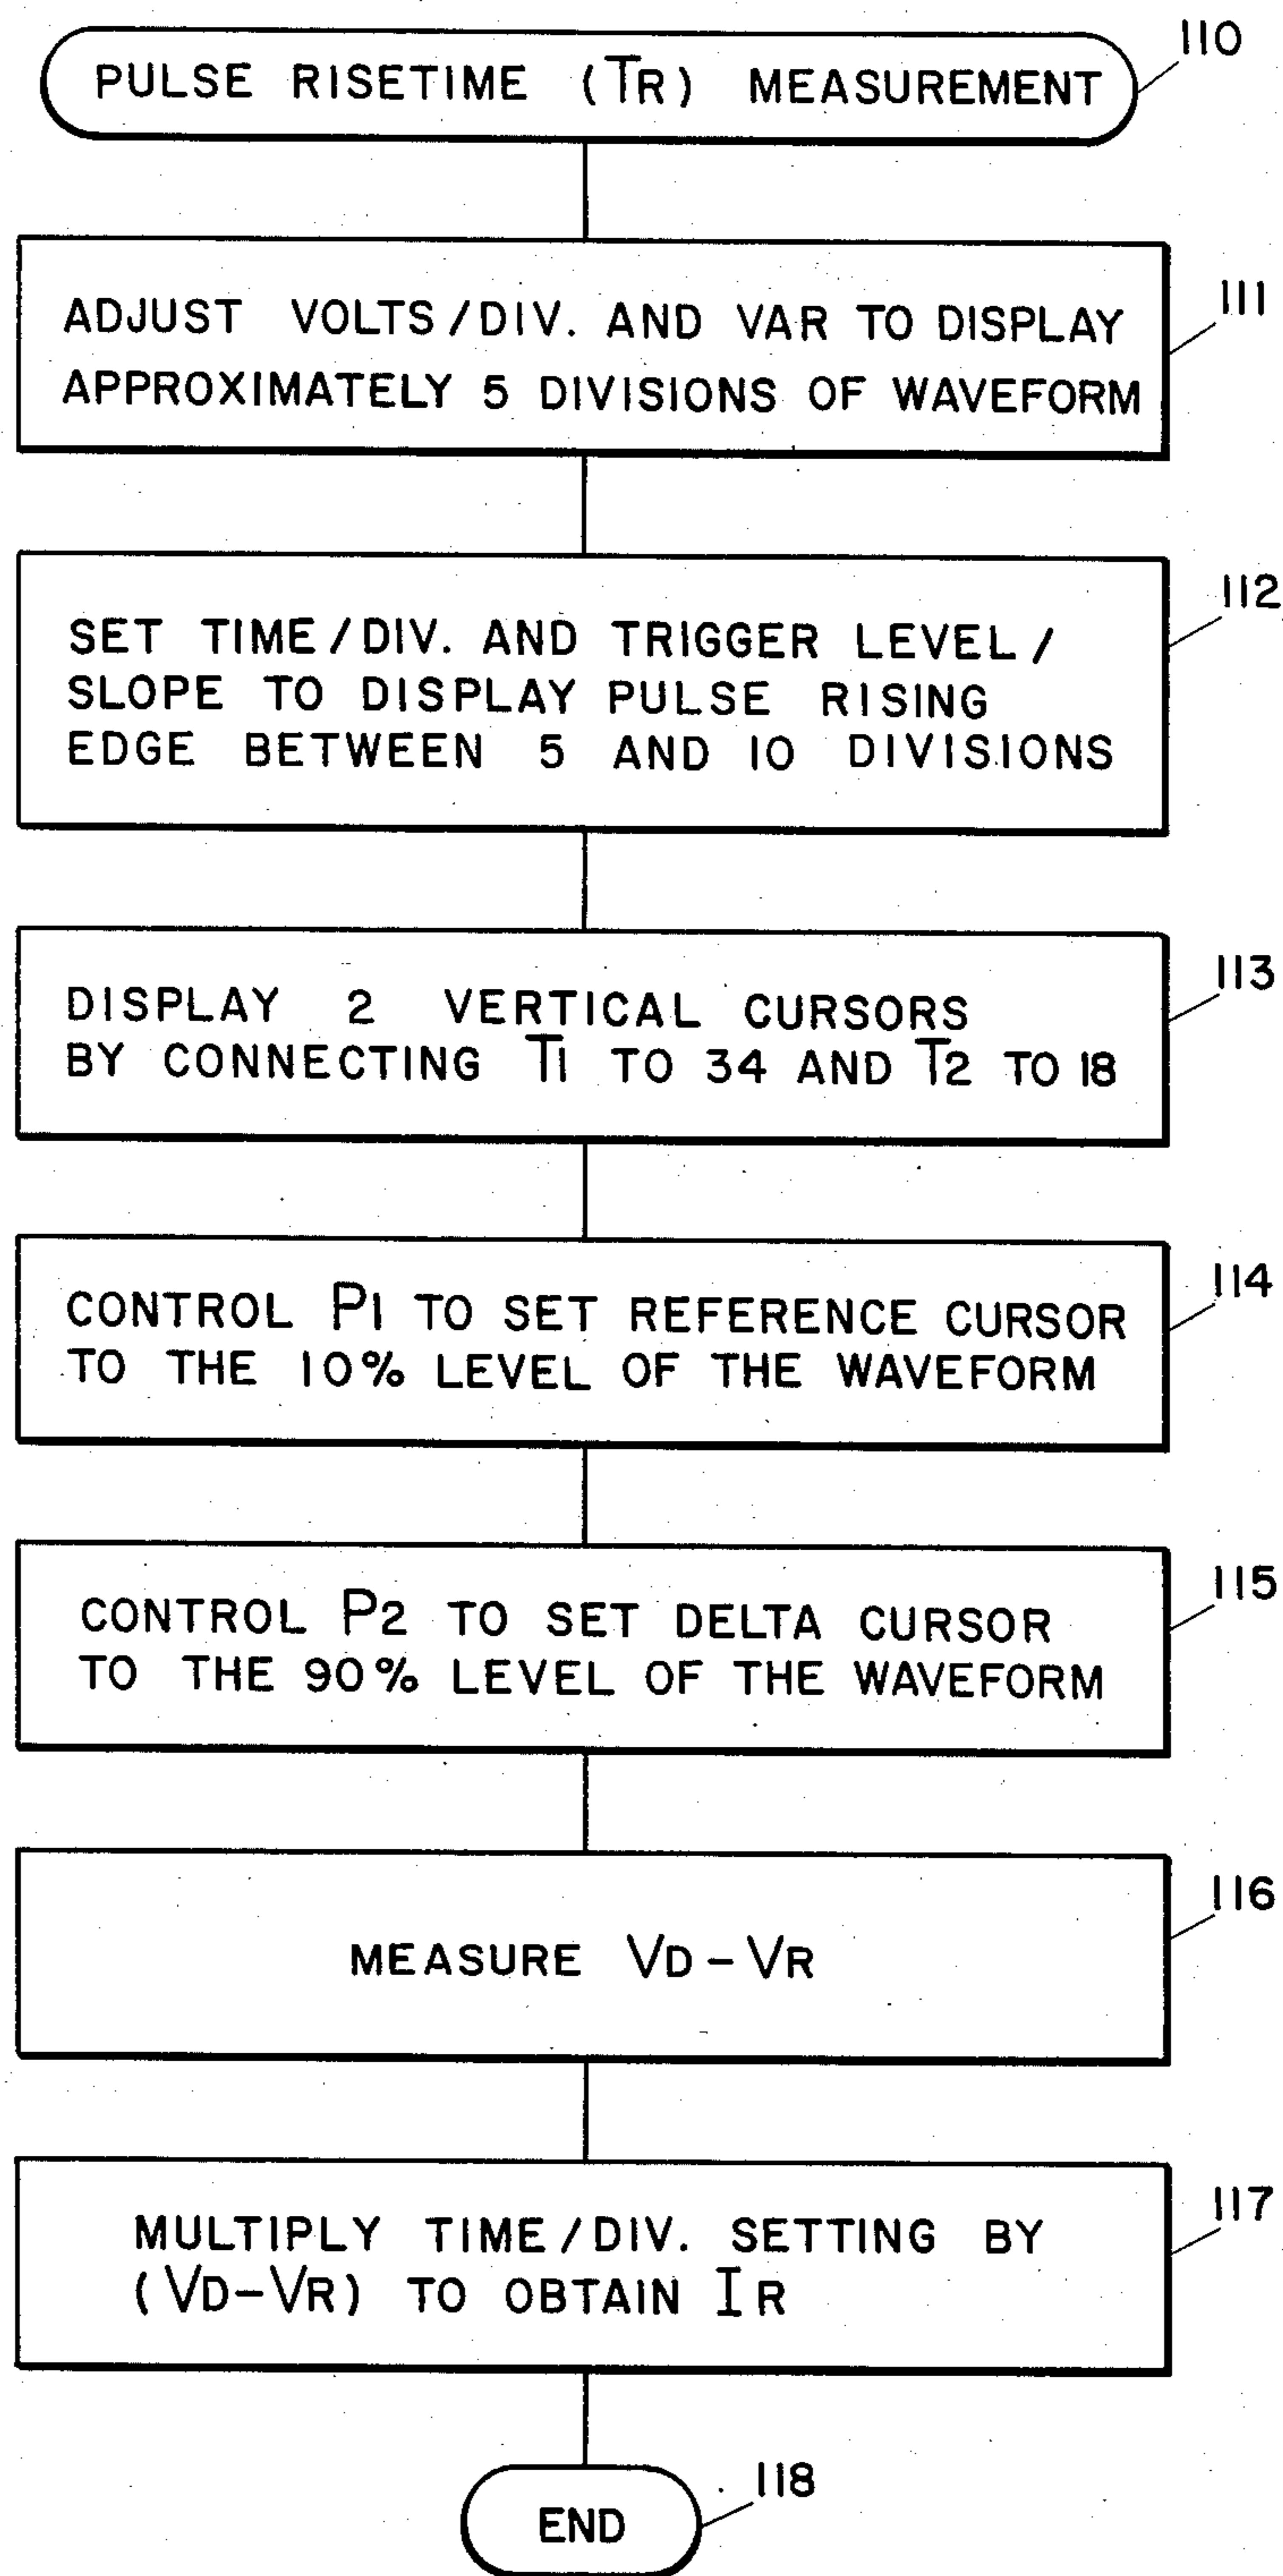 PULSE RISETIME (TR) MEASUREMENT
110
ADJUST VOLTS/DIV. AND VAR TO DISPLAY
APPROXIMATELY 5 DIVISIONS OF WAVEFORM
111
SET TIME/DIV. AND TRIGGER LEVEL/
SLOPE TO DISPLAY PULSE RISING
EDGE BETWEEN 5 AND 10 DIVISIONS
112
DISPLAY 2 VERTICAL CURSORS
BY CONNECTING T1 TO 34 AND T2 TO 18
113
CONTROL P1 TO SET REFERENCE CURSOR
TO THE 10% LEVEL OF THE WAVEFORM
114
CONTROL P2 TO SET DELTA CURSOR
TO THE 90% LEVEL OF THE WAVEFORM
115
MEASURE VD-VR
116
MULTIPLY TIME/DIV. SETTING BY
(VD-VR) TO OBTAIN IR
117
END
118